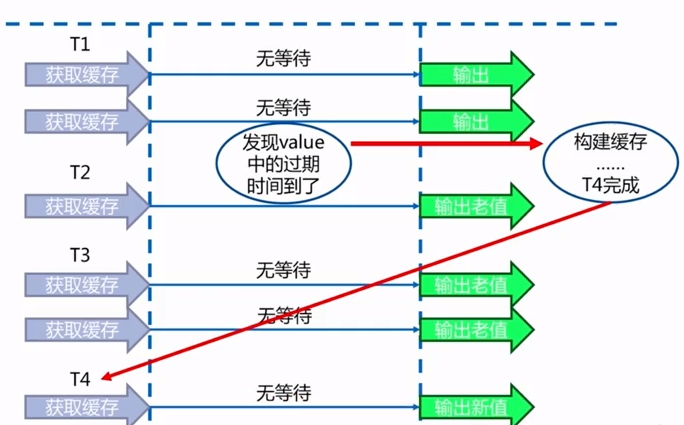 T1
获取缓存
无等待
输出
获取缓存
无等待
输出
发现value
中的过期
时间到了
构建缓存
......
T4完成
T2
获取缓存
输出老值
T3
获取缓存
无等待
输出老值
获取缓存
无等待
输出老值
T4
获取缓存
无等待
输出新值